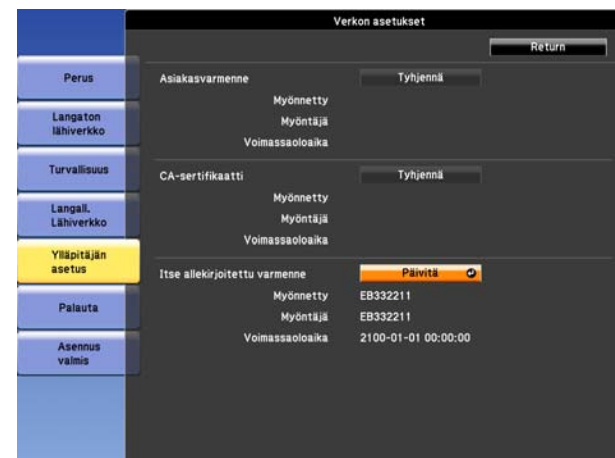 Verkon asetukset
Return
Perus
Langaton
lähiverkko
Turvallisuus
Langall.
Lähiverkko
Ylläpitäjän
asetus
Palauta
Asennus
valmis
Asiakasvarmenne Tyhjennä
Myönnetty
Myöntäjä
Voimassaoloaika
CA-sertifikaatti Tyhjennä
Myönnetty
Myöntäjä
Voimassaoloaika
Itse allekirjoitettu varmenne Päivitä
Myönnetty EB332211
Myöntäjä EB332211
Voimassaoloaika 2100-01-01 00:00:00